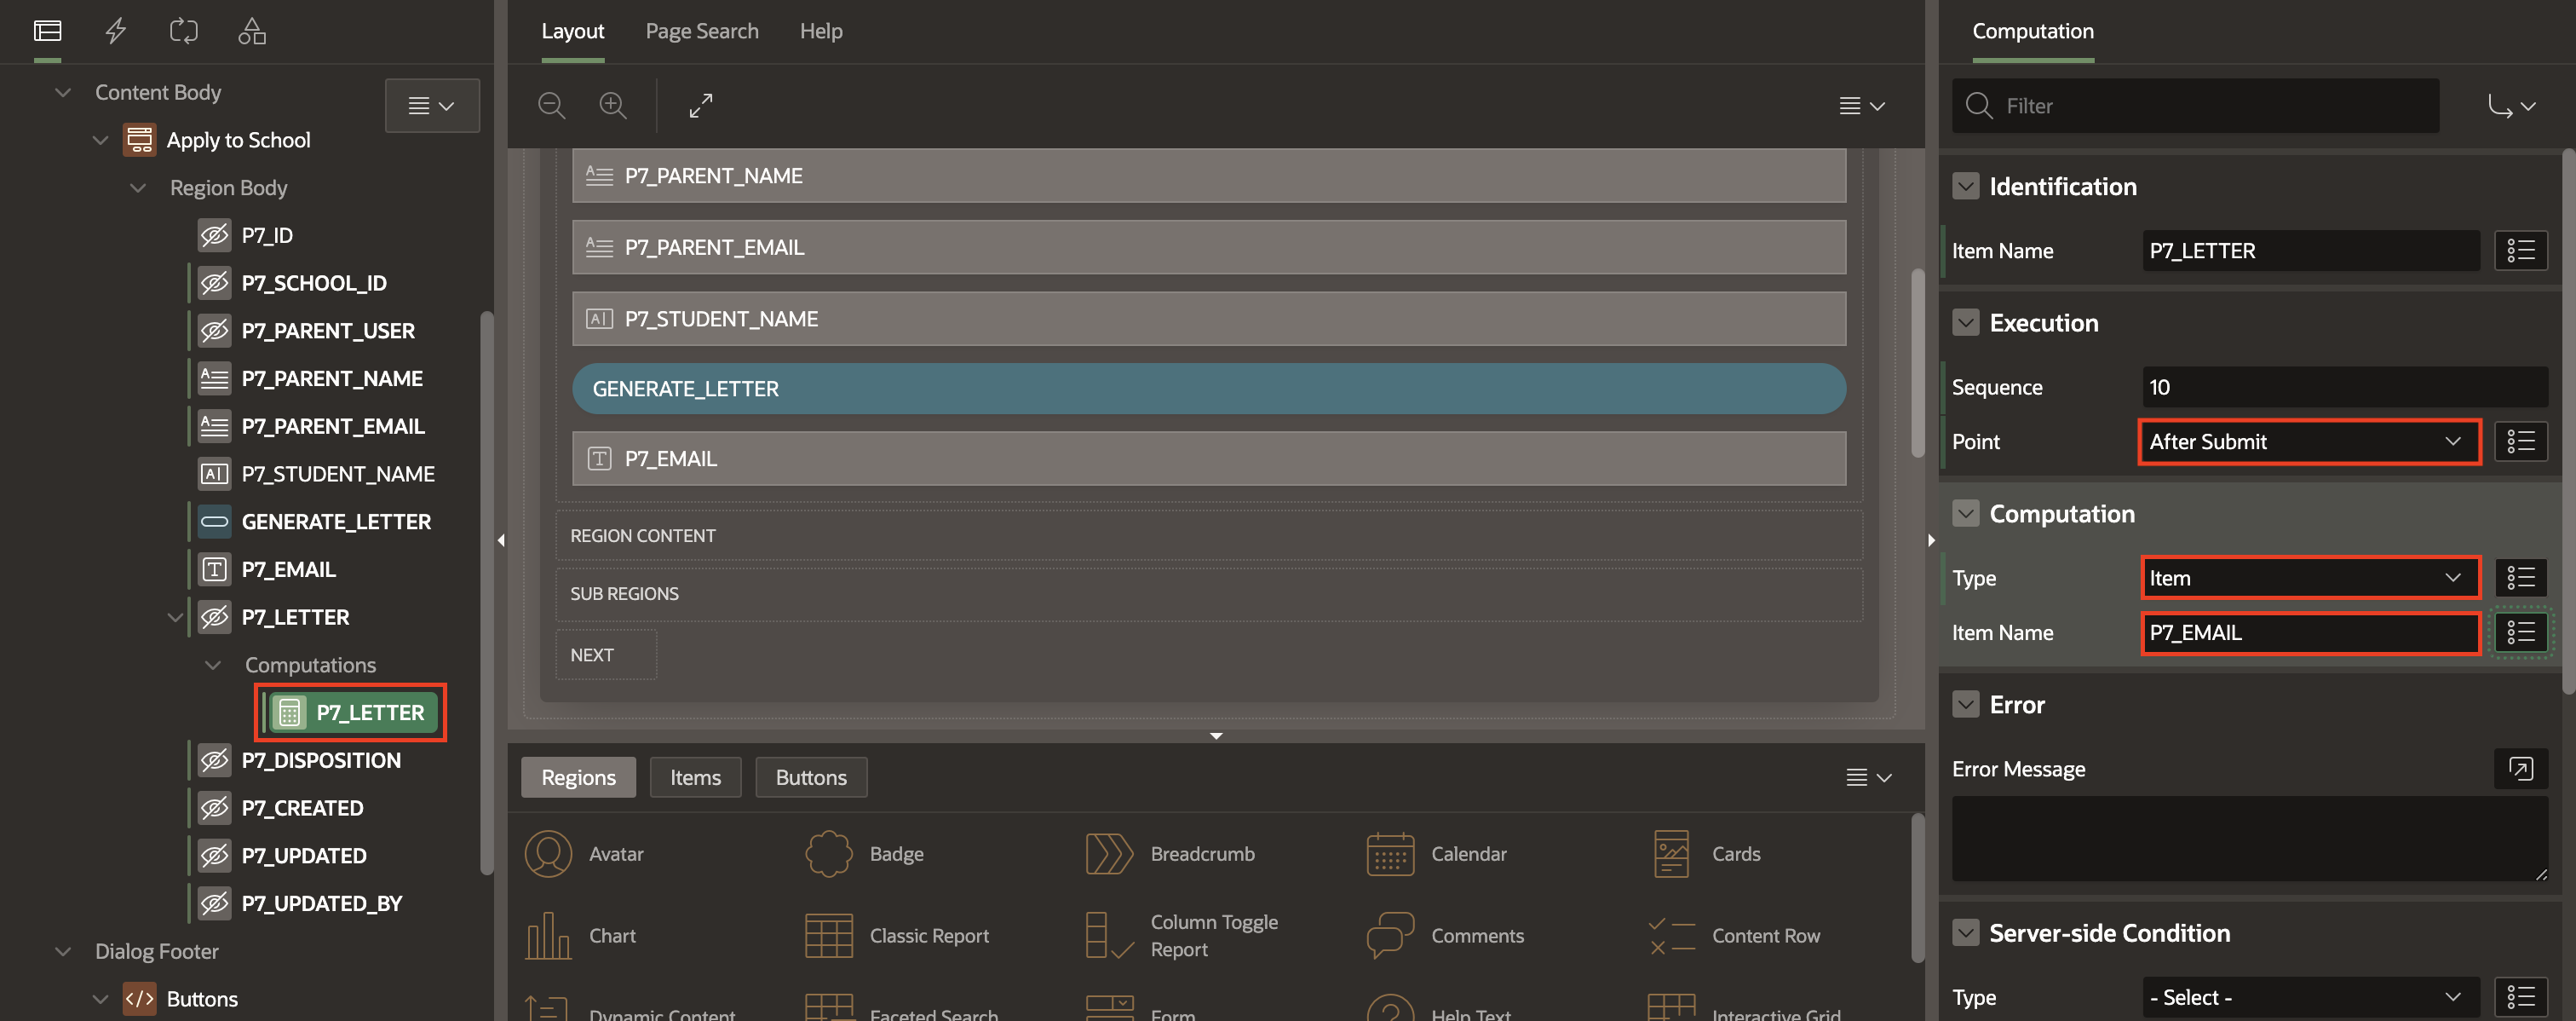 Content Body
Apply to School
Region Body
P7_ID
P7_SCHOOL_ID
P7_PARENT_USER
P7_PARENT_NAME
P7_PARENT_EMAIL
P7_STUDENT_NAME
GENERATE_LETTER
P7_EMAIL
P7_LETTER
Computations
P7_LETTER
P7_DISPOSITION
P7_CREATED
P7_UPDATED
P7_UPDATED_BY
Dialog Footer
Buttons
Layout Page Search Help
P7_PARENT_NAME
P7_PARENT_EMAIL
P7_STUDENT_NAME
GENERATE_LETTER
P7_EMAIL
REGION CONTENT
SUB REGIONS
NEXT
Regions Items Buttons
Avatar Badge Breadcrumb Calendar Cards
Chart Classic Report Column Toggle Report Comments Content Row
Dynamic Content Faceted Search Form Help Text Interactive Grid
Computation
Filter
Identification
Item Name P7_LETTER
Execution
Sequence 10
Point After Submit
Computation
Type Item
Item Name P7_EMAIL
Error
Error Message
Server-side Condition
Type - Select -